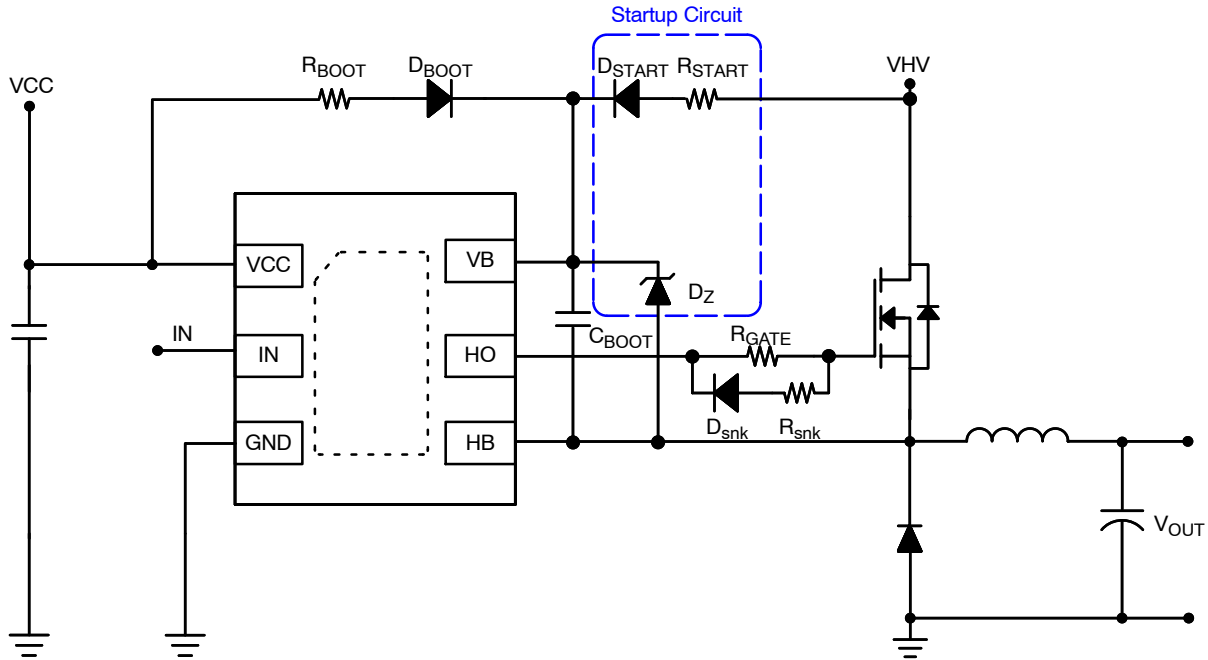 Startup Circuit
VCC
RBOOT
DBOOT
DSTART
RSTART
VHV
VCC
VB
DZ
IN
IN
CBOOT
HO
RGATE
GND
HB
Dsnk
Rsnk
VOUT